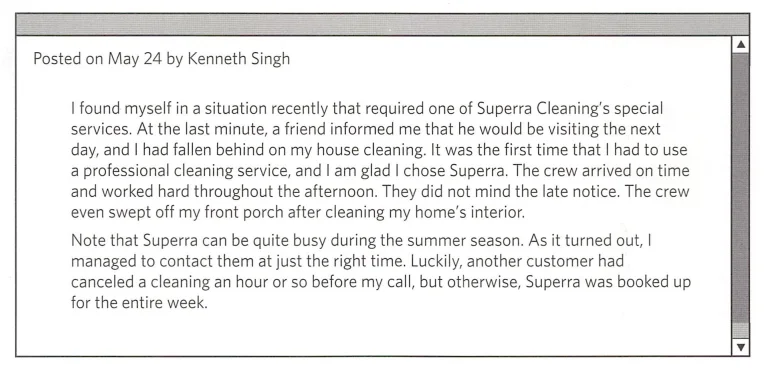 Posted on May 24 by Kenneth Singh
I found myself in a situation recently that required one of Superra Cleaning's special
services. At the last minute, a friend informed me that he would be visiting the next
day, and I had fallen behind on my house cleaning. It was the first time that I had to use
a professional cleaning service, and I am glad I chose Superra. The crew arrived on time
and worked hard throughout the afternoon. They did not mind the late notice. The crew
even swept off my front porch after cleaning my home's interior.
Note that Superra can be quite busy during the summer season. As it turned out, I
managed to contact them at just the right time. Luckily, another customer had
canceled a cleaning an hour or so before my call, but otherwise, Superra was booked up
for the entire week.